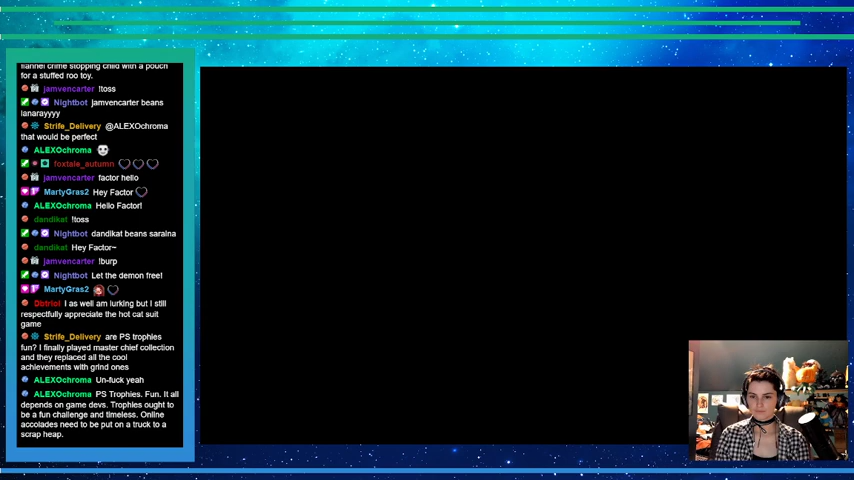 flannel crime stopping child with a pouch
for a stuffed roo toy.
jamvencarter !toss
Nightbot jamvencarter beans
lanarayyyy
Strife_Delivery @ALEXOchroma
that would be perfect
ALEXOchroma
foxtale_autumn
jamvencarter factor hello
MartyGras2 Hey Factor
ALEXOchroma Hello Factor!
dandikat !toss
Nightbot dandikat beans saraina
dandikat Hey Factor~
jamvencarter !burp
Nightbot Let the demon free!
MartyGras2
Dbtriol I as well am lurking but I still
respectfully appreciate the hot cat suit
game
Strife_Delivery are PS trophies
fun? I finally played master chief collection
and they replaced all the cool
achievements with grind ones
ALEXOchroma Un-fuck yeah
ALEXOchroma PS Trophies. Fun. It all
depends on game devs. Trophies ought to
be a fun challenge and timeless. Online
accolades need to be put on a truck to a
scrap heap.